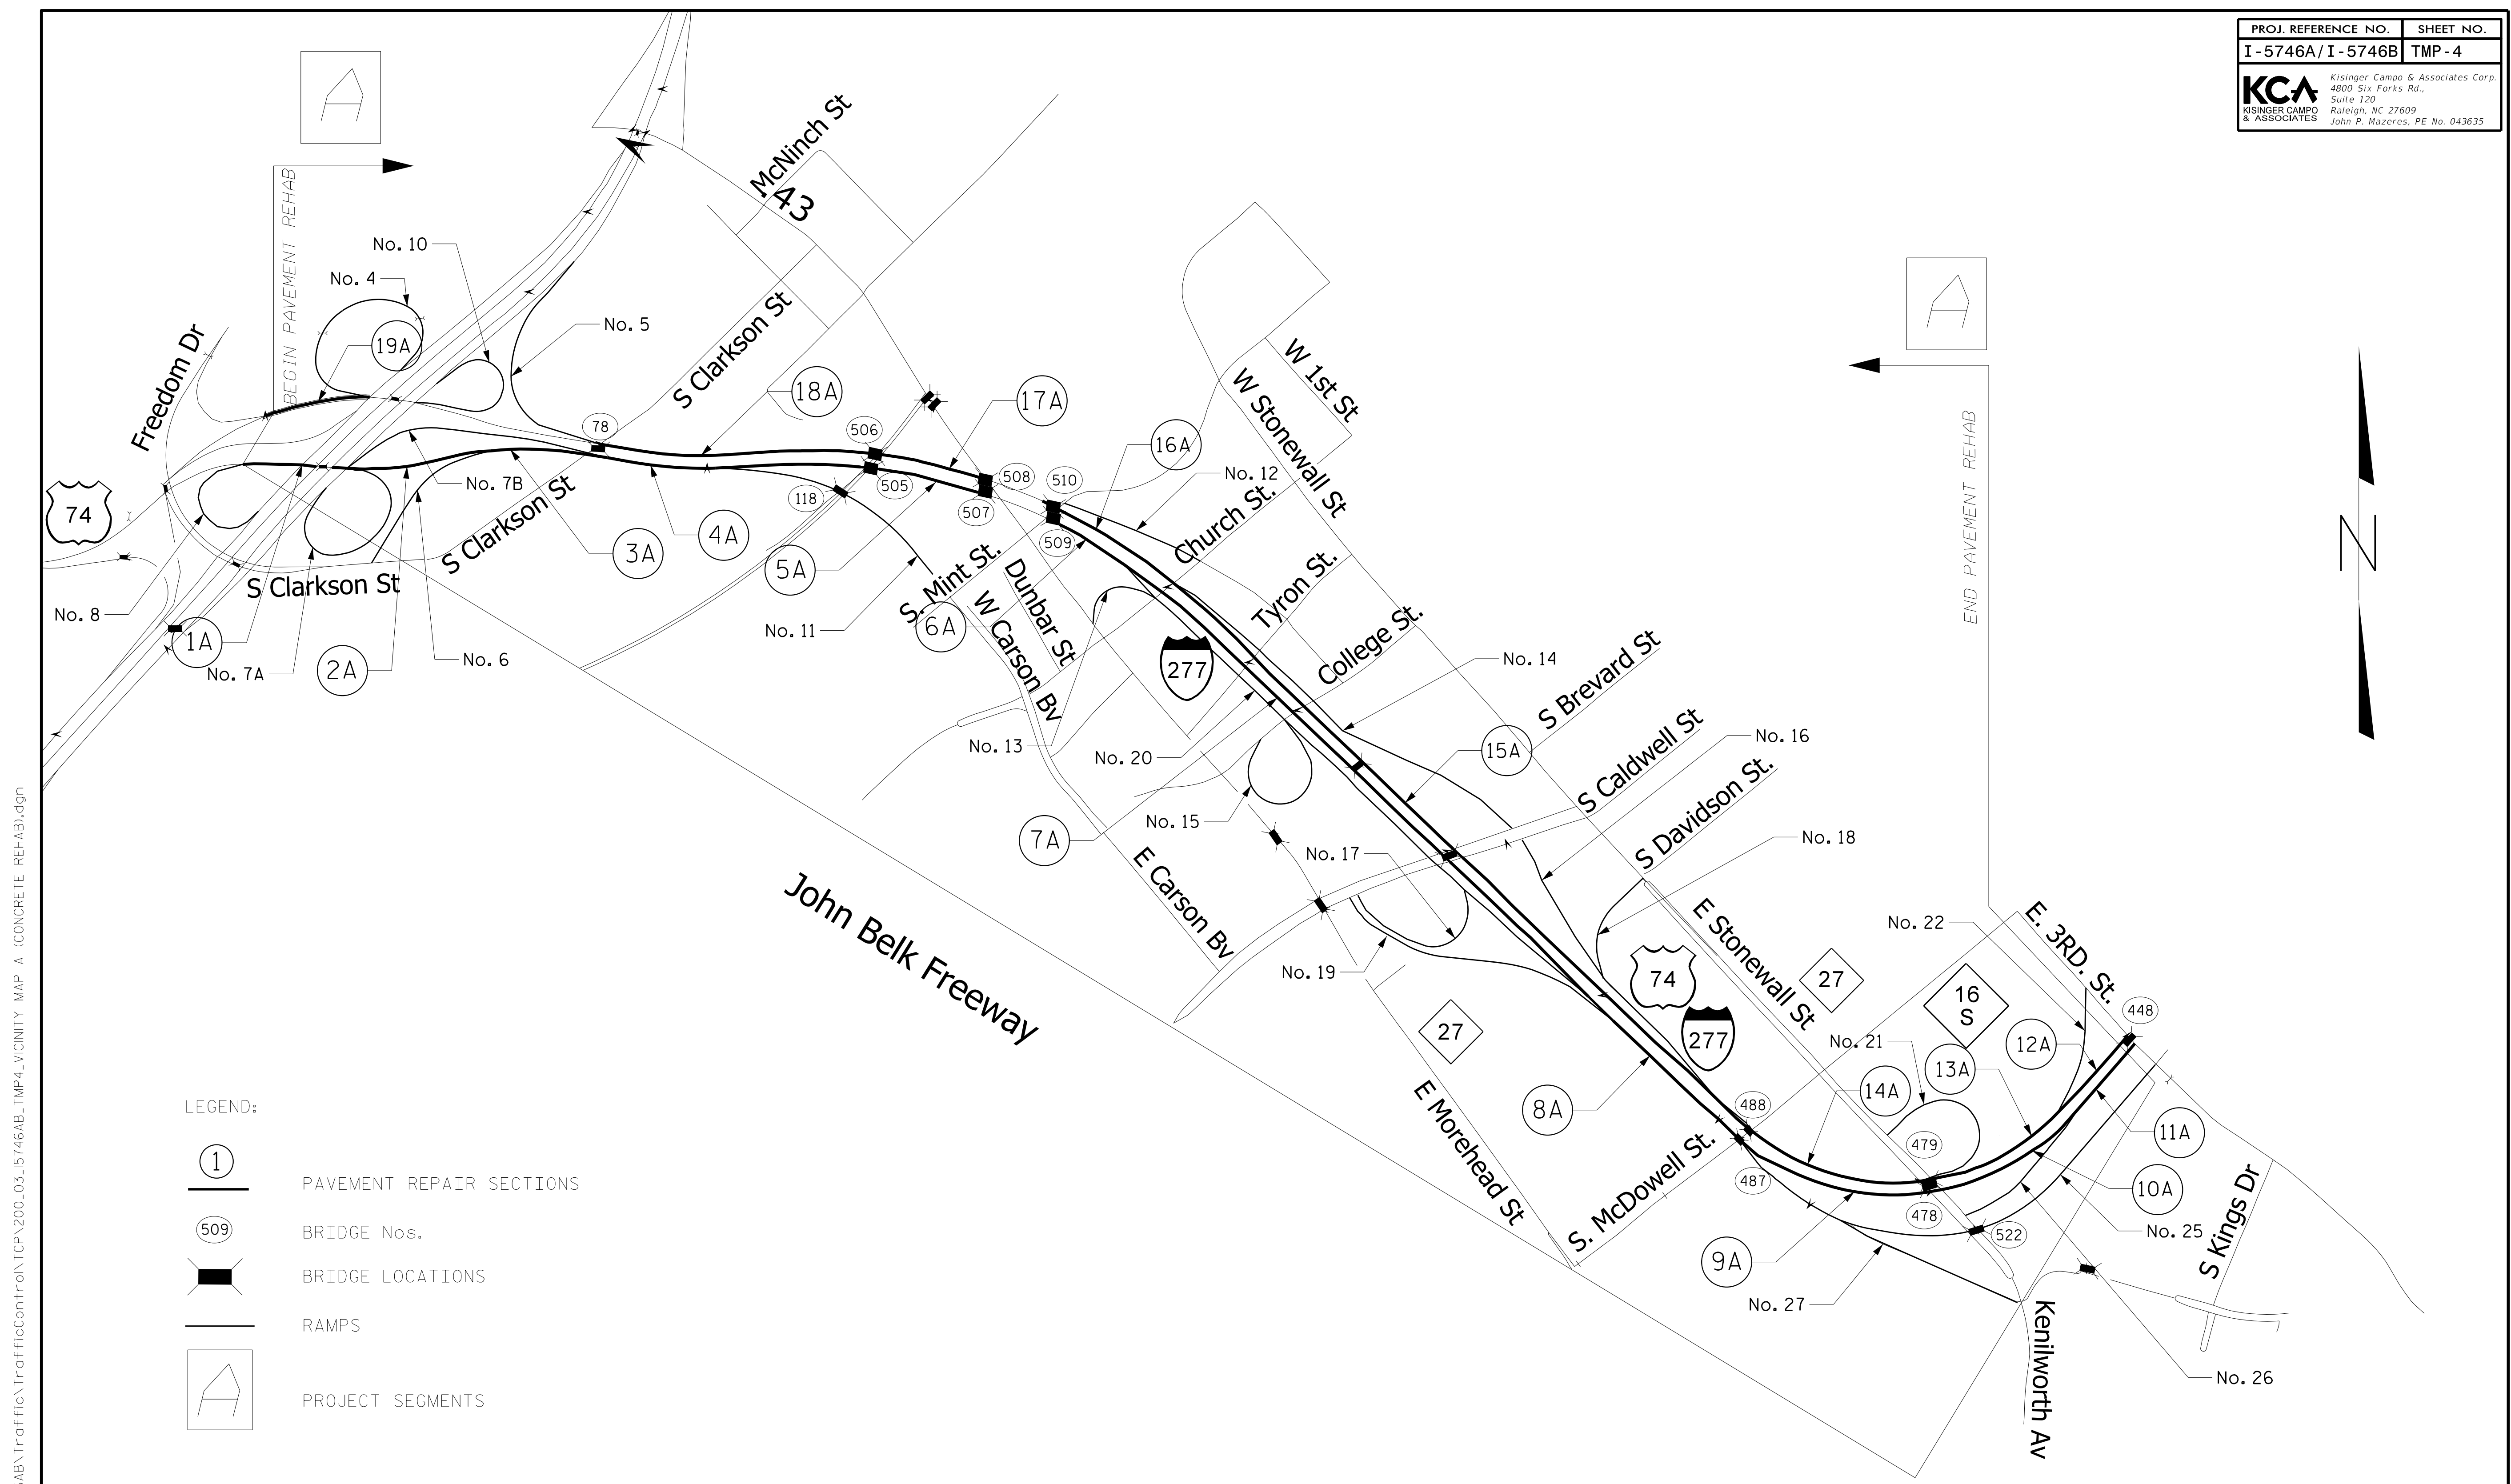 PROJ. REFERENCE NO.
SHEET NO.
I-5746A/I-5746B
TMP-4
KCA
KISINGER CAMPO
& ASSOCIATES
Kisinger Campo & Associates Corp.
4800 Six Forks Rd.,
Suite 120
Raleigh, NC 27609
John P. Mazeres, PE No. 043635
A
BEGIN PAVEMENT REHAB
McNinch St
.43
No. 10
No. 4
No. 5
19A
Freedom Dr
S Clarkson St
18A
78
506
17A
16A
W 1st St
W Stonewall St
A
END PAVEMENT REHAB
N
74
No. 7B
118
505
508
507
510
509
No. 12
Church St.
S Clarkson St
3A
4A
5A
S Clarkson St
No. 8
1A
No. 7A
2A
No. 6
No. 11
S. Mint St.
6A
Dunbar St
W Carson Bv
277
Tyron St.
College St.
No. 14
S Brevard St
No. 13
No. 20
15A
S Caldwell St
No. 16
No. 15
7A
No. 17
S Davidson St.
No. 18
E Carson Bv
John Belk Freeway
No. 19
74
277
E Stonewall St
27
16
S
No. 22
E. 3RD. St.
448
27
No. 21
12A
13A
14A
8A
488
479
11A
E Morehead St
S. McDowell St.
487
478
522
10A
No. 25
S Kings Dr
9A
No. 27
Kenilworth Av
No. 26
LEGEND:
1
PAVEMENT REPAIR SECTIONS
509
BRIDGE Nos.
BRIDGE LOCATIONS
RAMPS
A
PROJECT SEGMENTS
AB\Traffic\TrafficControl\TCP\200_03_I5746AB_TMP4_VICINITY MAP A (CONCRETE REHAB).dgn